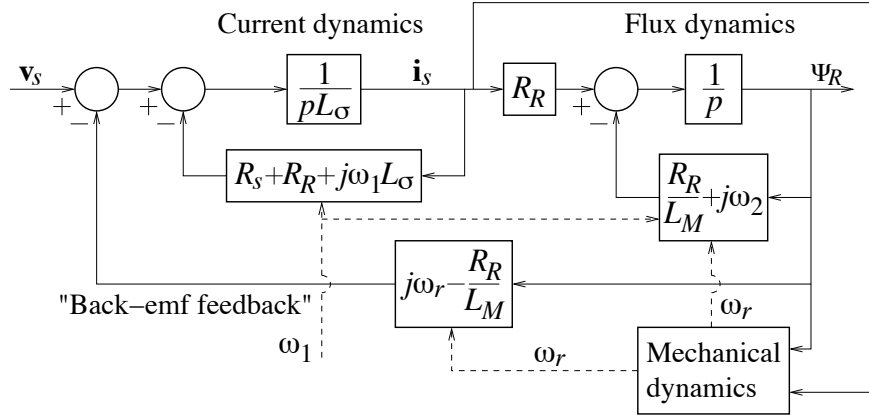 Current dynamics
Flux dynamics
v_s
+
−
+
−
1
pL_σ
i_s
R_R
+
−
1
p
Ψ_R
R_s+R_R+jω_1L_σ
R_R
L_M
+jω_2
jω_r−
R_R
L_M
"Back−emf feedback"
ω_1
ω_r
ω_r
Mechanical
dynamics